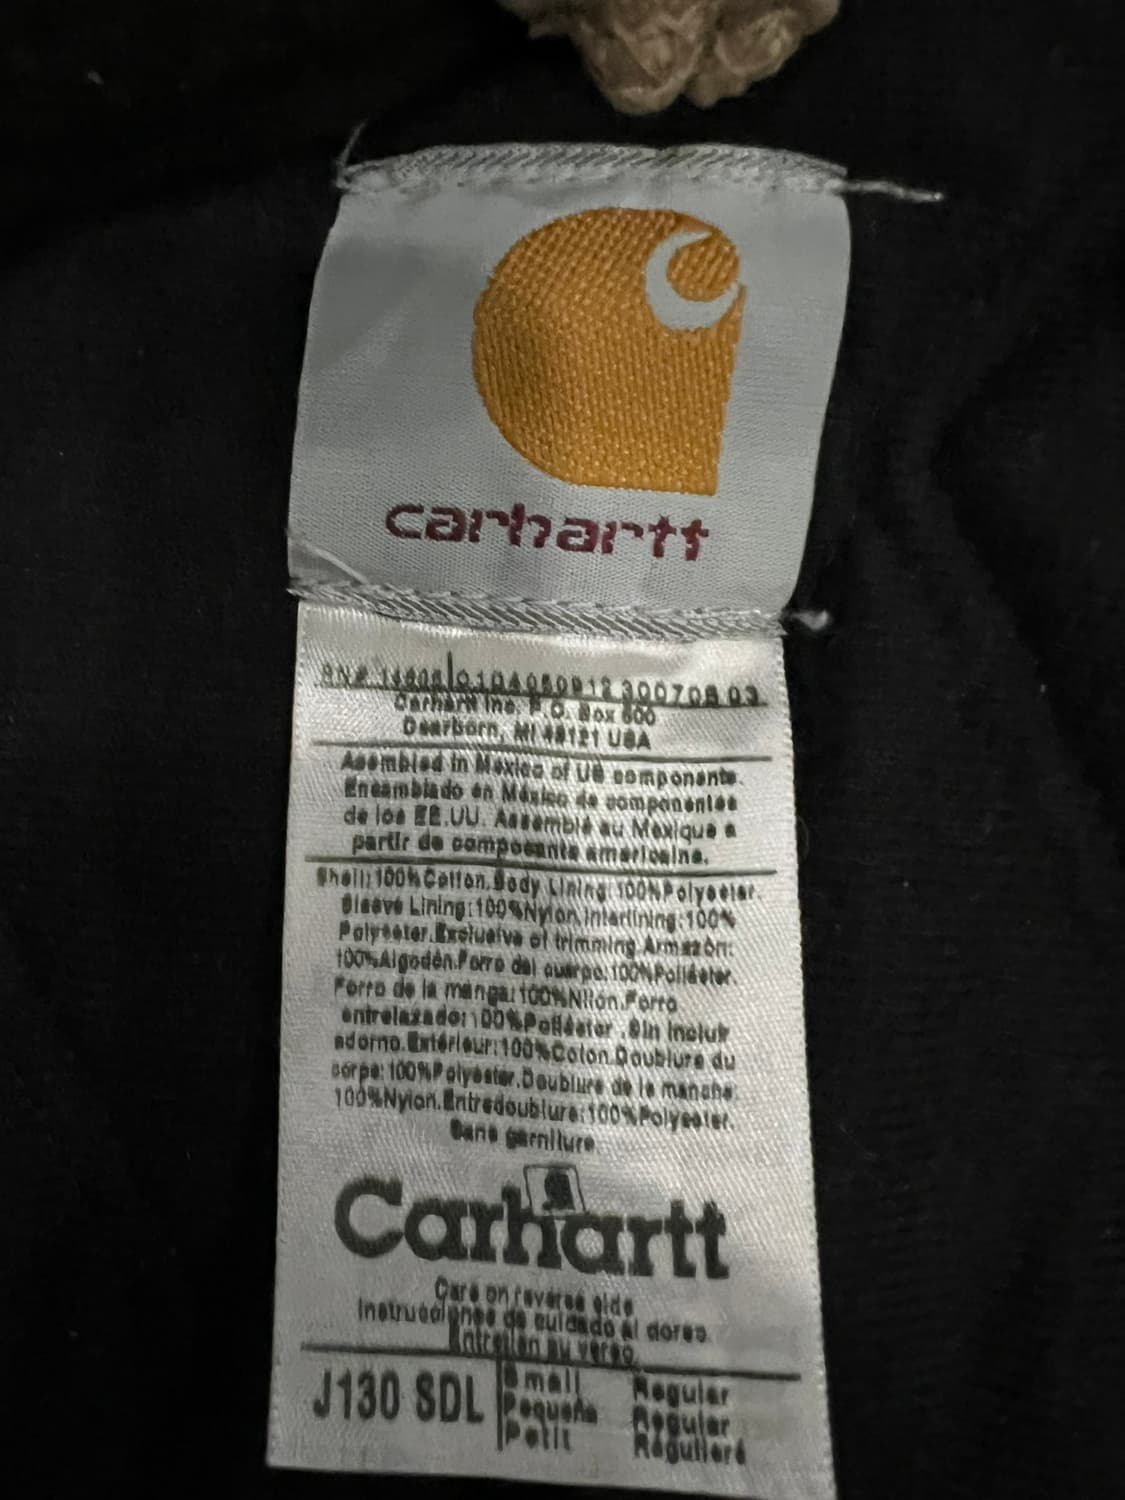 carhartt
RN# 14806 0104060912 300708 03
Carhartt Inc. P.O. Box 600
Dearborn, MI 48121 USA
Assembled in Mexico of US components.
Ensamblado en México de componentes
de los EE.UU. Assemblé au Mexique a
partir de composants americains.
Shell:100%Cotton.Body Lining:100%Polyester.
Sleeve Lining:100%Nylon.Interlining:100%
Polyester.Exclusive of trimming.Armazòn:
100%Algodón.Forro del cuerpo:100%Poliéster.
Forro de la manga:100%Nilón.Forro
entrelazado:100%Poliéster .Sin incluir
adorno.Extérieur:100%Coton.Doublure du
corps:100%Polyester.Doublure de la manche:
100%Nylon.Entredoublure:100%Polyester.
Sans garniture
Carhartt
Care on reverse side
Instrucciones de cuidado al dorso.
Entretien au verso.
J130 SDL
Small Regular
Pequeña Regular
Petit Régulière